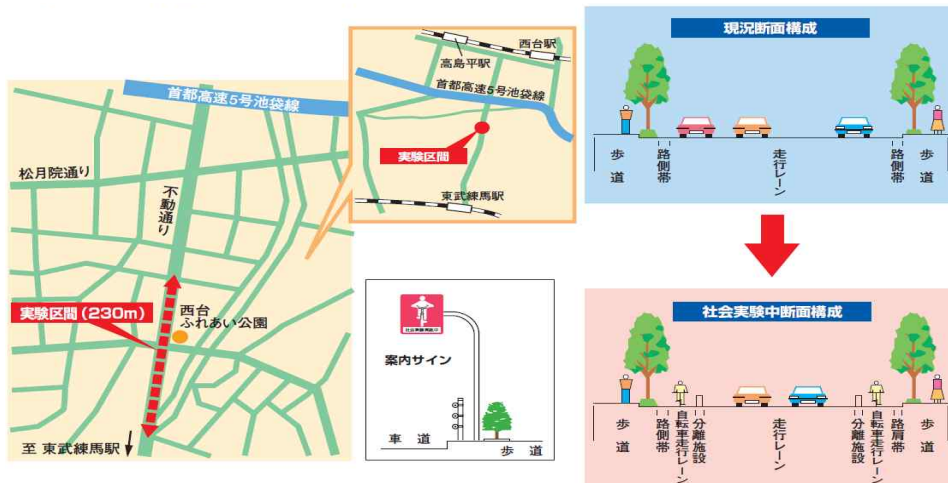 首都高速5号池袋線
松月院通り
不動通り
実験区間(230m)
西台
ふれあい公園
至 東武練馬駅
西台駅
高島平駅
首都高速5号池袋線
実験区間
東武練馬駅
社会実験実施中
案内サイン
車道
歩道
現況断面構成
歩道
路側帯
走行レーン
路側帯
歩道
社会実験中断面構成
歩道
路側帯
自転車走行レーン
分離施設
走行レーン
分離施設
自転車走行レーン
路肩帯
歩道